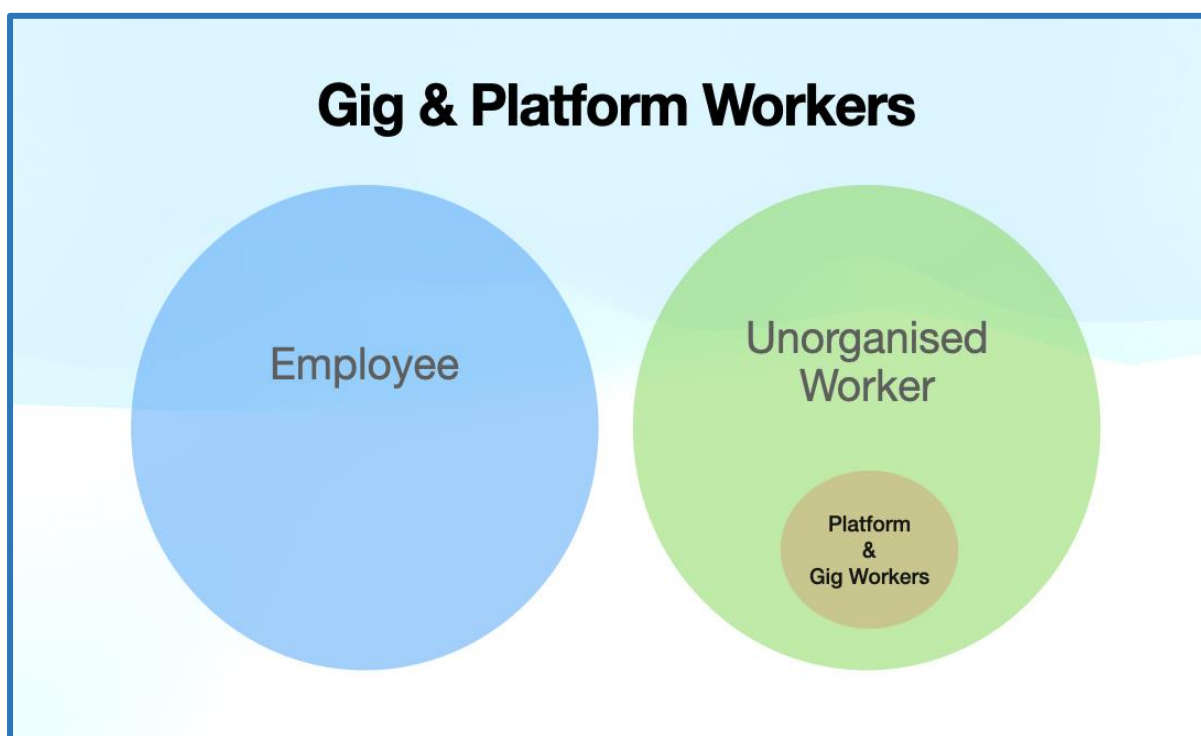 Gig & Platform Workers
Employee
Unorganised
Worker
Platform
&
Gig Workers